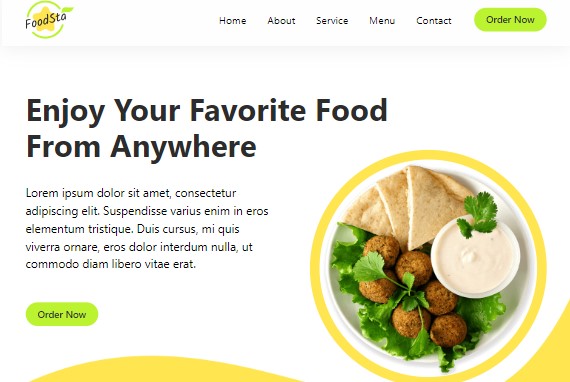 FoodSta
Home About Service Menu Contact Order Now
Enjoy Your Favorite Food
From Anywhere
Lorem ipsum dolor sit amet, consectetur
adipiscing elit. Suspendisse varius enim in eros
elementum tristique. Duis cursus, mi quis
viverra ornare, eros dolor interdum nulla, ut
commodo diam libero vitae erat.
Order Now